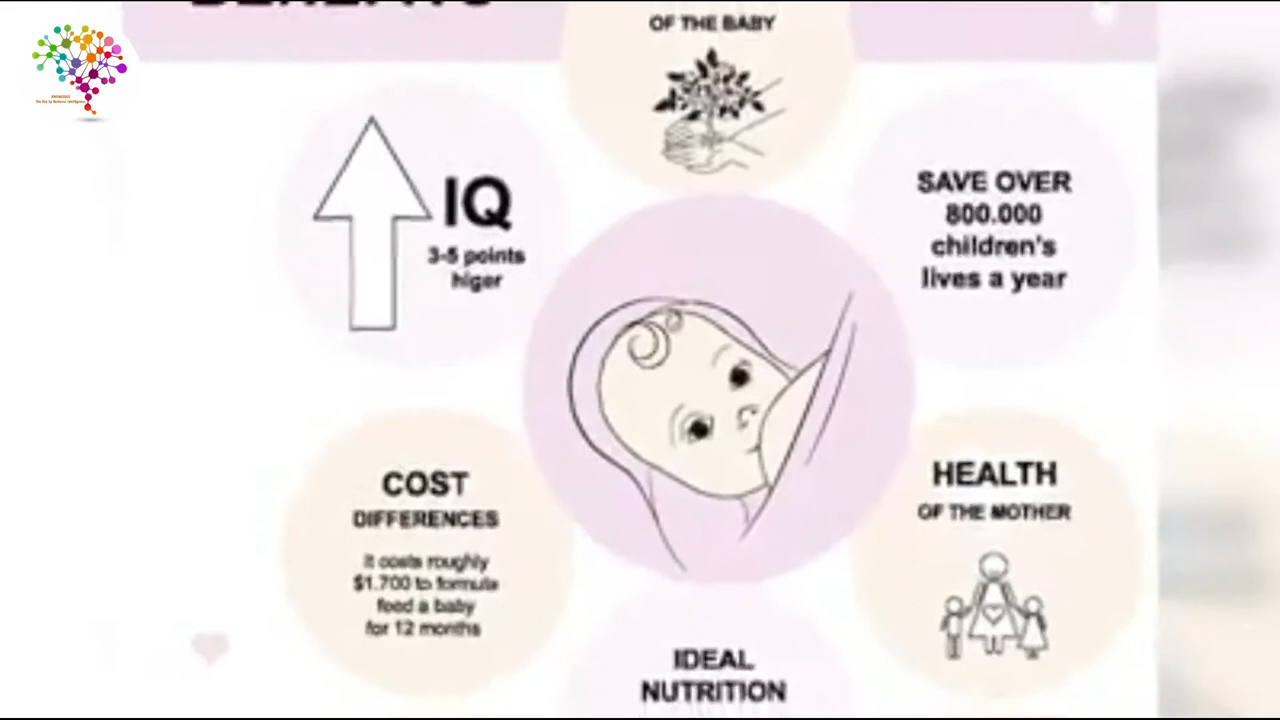 BENEFITS
OF THE BABY
IQ
3-5 points
higer
SAVE OVER
800.000
children's
lives a year
COST
DIFFERENCES
It costs roughly
$1.700 to formula
feed a baby
for 12 months
HEALTH
OF THE MOTHER
IDEAL
NUTRITION